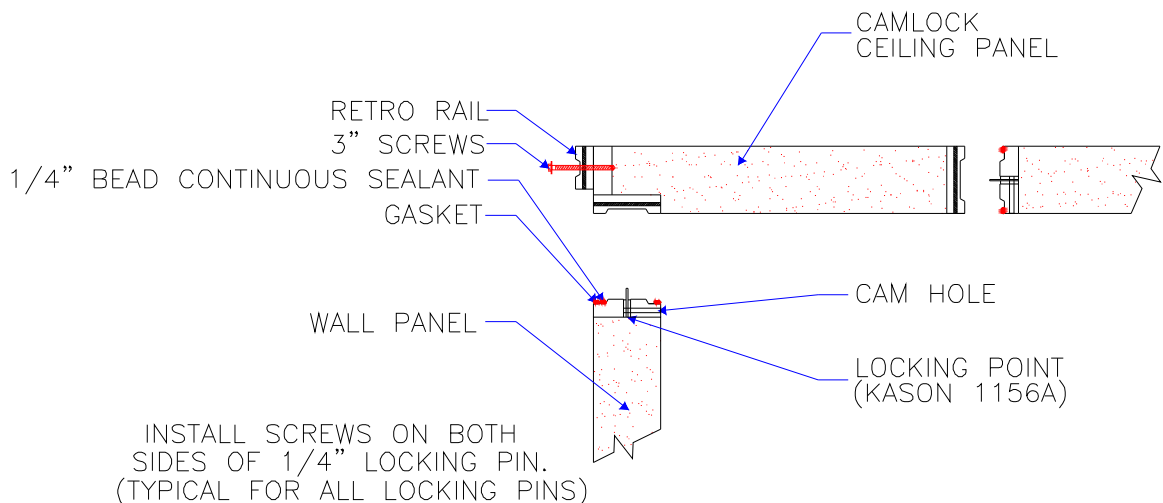 CAMLOCK
CEILING PANEL
RETRO RAIL
3” SCREWS
1/4” BEAD CONTINUOUS SEALANT
GASKET
CAM HOLE
WALL PANEL
LOCKING POINT
(KASON 1156A)
INSTALL SCREWS ON BOTH
SIDES OF 1/4” LOCKING PIN.
(TYPICAL FOR ALL LOCKING PINS)